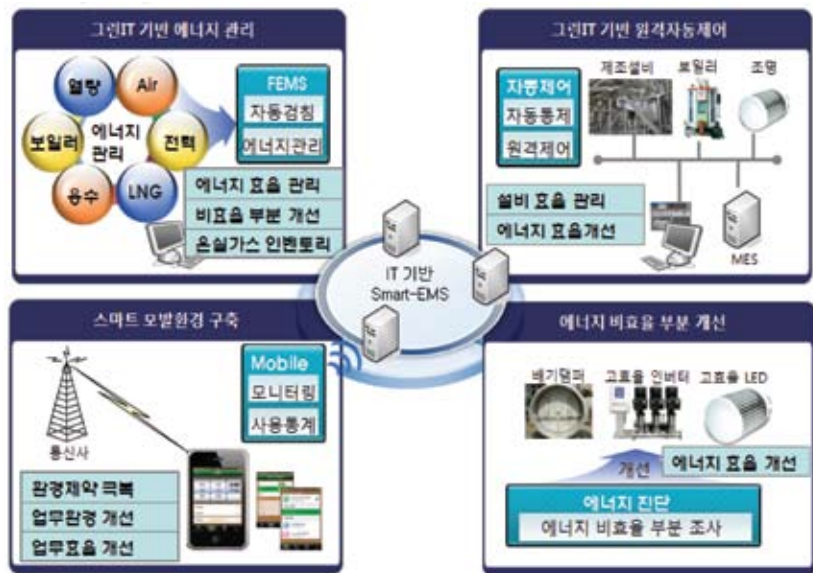 그린IT 기반 에너지 관리
열량
Air
보일러
에너지
관리
전력
용수
LNG
FEMS
자동검침
에너지관리
에너지 효율 관리
비효율 부분 개선
온실가스 인벤토리
그린IT 기반 원격자동제어
자동제어
자동통제
원격제어
제조설비
보일러
조명
설비 효율 관리
에너지 효율개선
MES
IT 기반
Smart-EMS
스마트 모발환경 구축
통신사
Mobile
모니터링
사용통계
환경제약 극복
업무환경 개선
업무효율 개선
에너지 비효율 부분 개선
배기댐퍼
고효율 인버터
고효율 LED
개선
에너지 효율 개선
에너지 진단
에너지 비효율 부분 조사